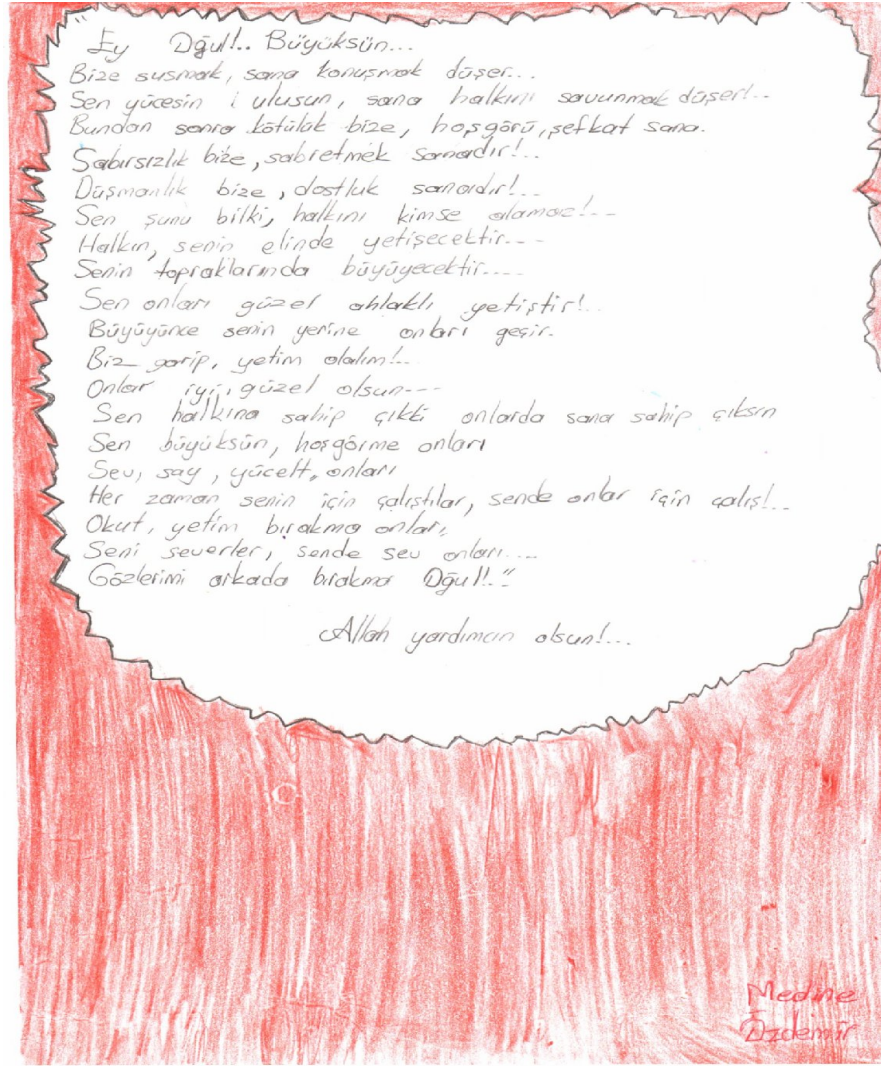 " Ey Oğul!.. Büyüksün...
Bize susmak, sana konuşmak düşer...
Sen yücesin, ulusun, sana halkını savunmak düşer!...
Bundan sonra kötülük bize, hoşgörü, şefkat sana.
Sabırsızlık bize, sabretmek sanadır!...
Düşmanlık bize, dostluk sanadır!...
Sen şunu bilki, halkını kimse alamaz!...
Halkın, senin elinde yetişecektir....
Senin topraklarında büyüyecektir....
Sen onları güzel ahlaklı yetiştir!...
Büyüyünce senin yerine onları geçir.
Biz garip, yetim olalım!...
Onlar iyi, güzel olsun....
Sen halkına sahip çıkki onlarda sana sahip çıksın
Sen büyüksün, hoşgörme onları
Sev, say, yücelt, onları
Her zaman senin için çalıştılar, sende onlar için çalış!...
Okut, yetim bırakma onları,
Seni severler, sende sev onları....
Gözlerimi arkada bırakma Oğul!.."
Allah yardımcın olsun!...
Medine
Özdemir